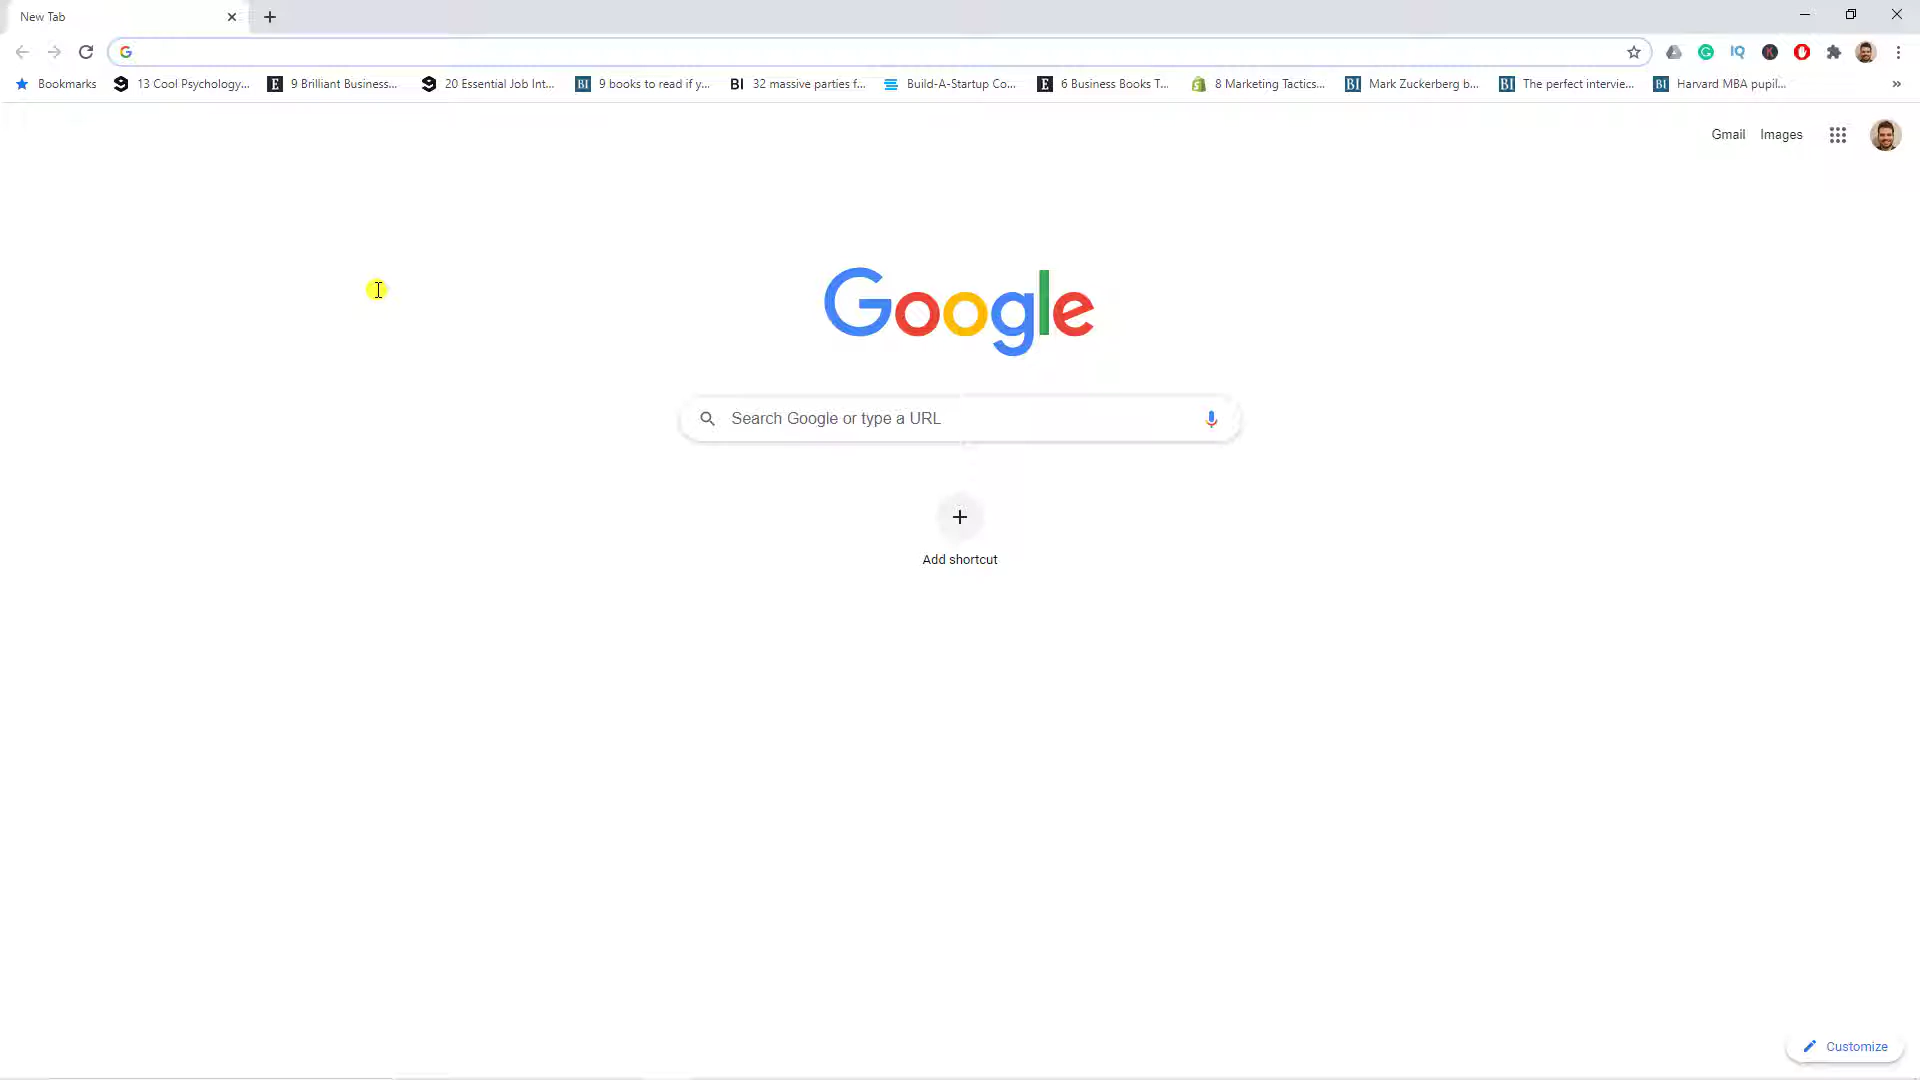 New Tab
Bookmarks
13 Cool Psychology...
9 Brilliant Business...
20 Essential Job Int...
9 books to read if y...
32 massive parties f...
Build-A-Startup Co...
6 Business Books T...
8 Marketing Tactics...
Mark Zuckerberg b...
The perfect intervie...
Harvard MBA pupil...
Gmail
Images
Google
Search Google or type a URL
Add shortcut
Customize